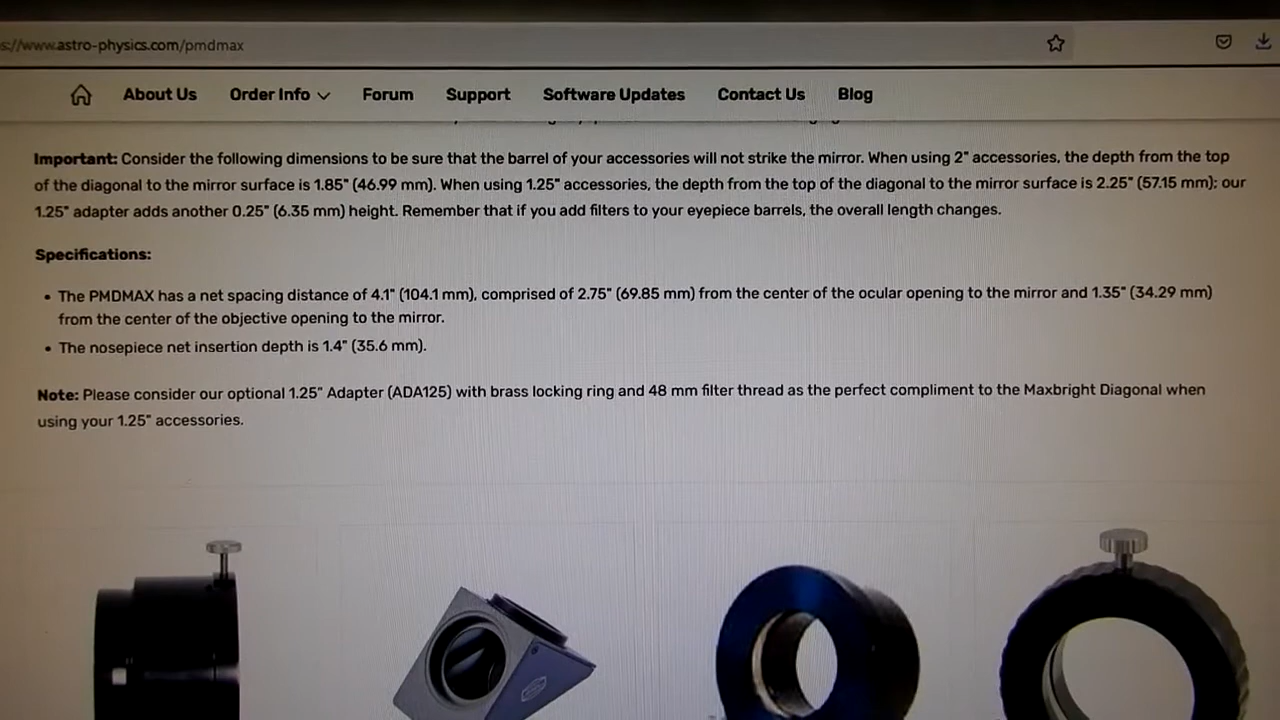 s://www.astro-physics.com/pmdmax
About Us Order Info Forum Support Software Updates Contact Us Blog
Important: Consider the following dimensions to be sure that the barrel of your accessories will not strike the mirror. When using 2" accessories, the depth from the top
of the diagonal to the mirror surface is 1.85" (46.99 mm). When using 1.25" accessories, the depth from the top of the diagonal to the mirror surface is 2.25" (57.15 mm); our
1.25" adapter adds another 0.25" (6.35 mm) height. Remember that if you add filters to your eyepiece barrels, the overall length changes.
Specifications:
• The PMDMAX has a net spacing distance of 4.1" (104.1 mm), comprised of 2.75" (69.85 mm) from the center of the ocular opening to the mirror and 1.35" (34.29 mm)
from the center of the objective opening to the mirror.
• The nosepiece net insertion depth is 1.4" (35.6 mm).
Note: Please consider our optional 1.25" Adapter (ADA125) with brass locking ring and 48 mm filter thread as the perfect compliment to the Maxbright Diagonal when
using your 1.25" accessories.